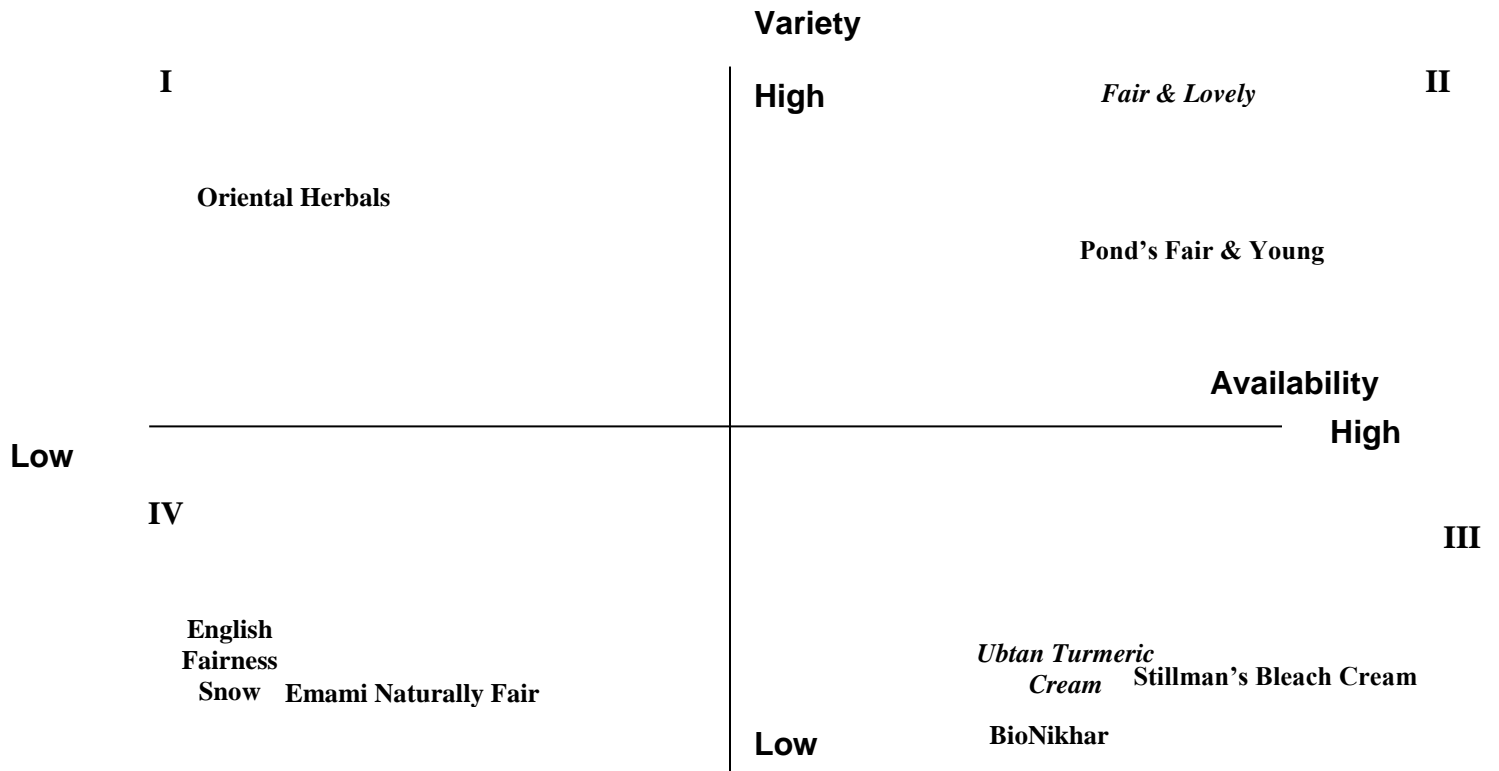 Variety
I
High
Fair & Lovely
II
Oriental Herbals
Pond’s Fair & Young
Availability
High
Low
IV
III
English
Fairness
Snow
Emami Naturally Fair
Ubtan Turmeric
Cream
Stillman’s Bleach Cream
BioNikhar
Low